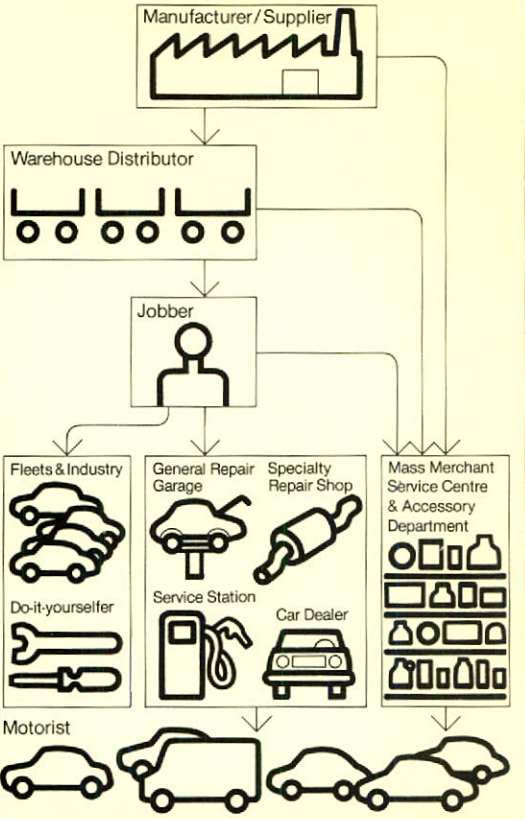 Manufacturer/Supplier
Warehouse Distributor
Jobber
Fleets & Industry
Do-it-yourselfer
General Repair
Garage
Specialty
Repair Shop
Service Station
Car Dealer
Mass Merchant
Service Centre
& Accessory
Department
Motorist